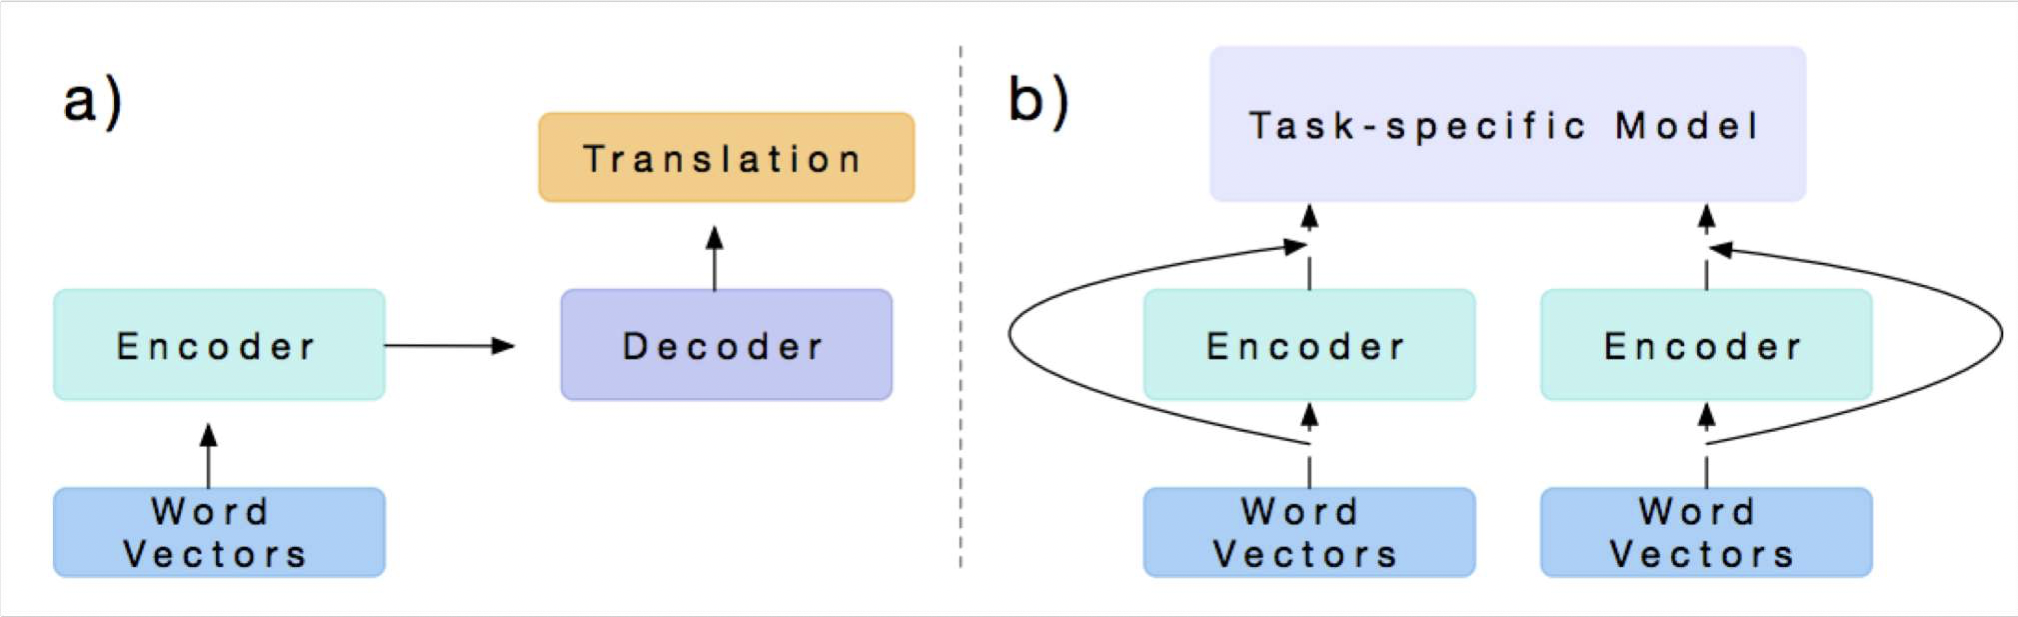 a)
Translation
Encoder
Decoder
Word
Vectors
b)
Task-specific Model
Encoder
Encoder
Word
Vectors
Word
Vectors